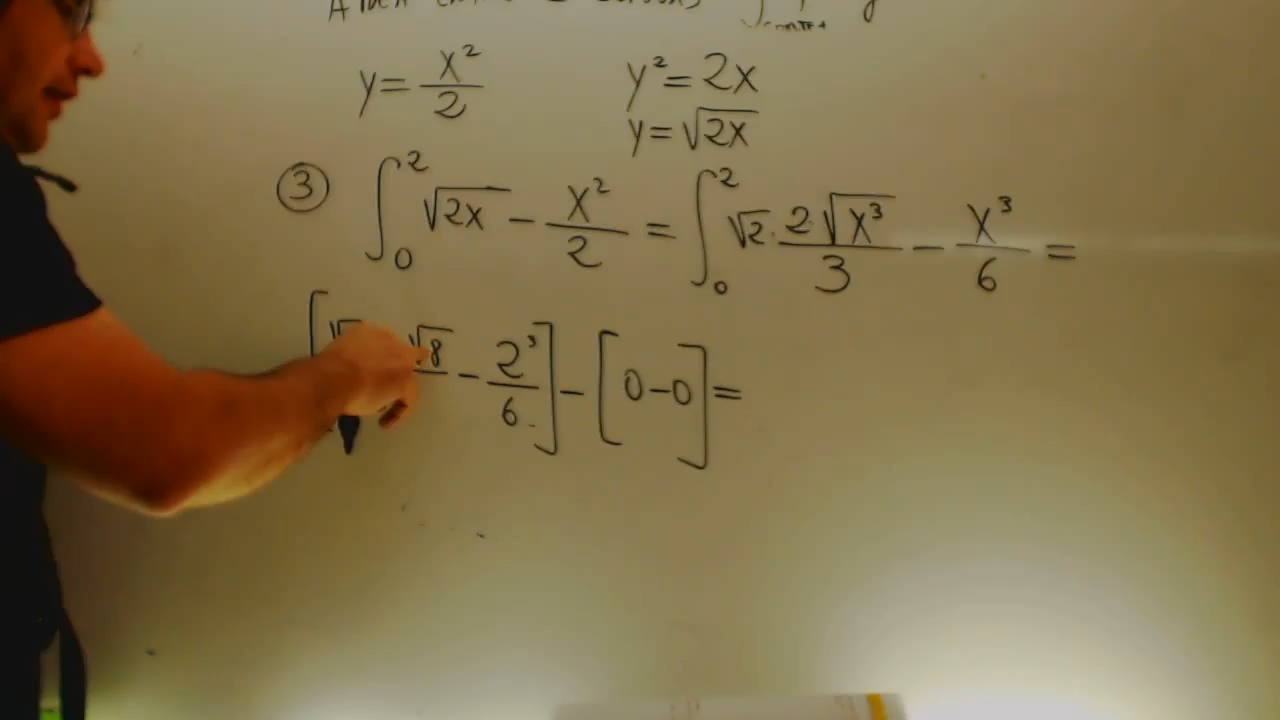 y = x²/2    y² = 2x
y = √2x
③ ∫₀² √2x − x²/2 = ∫₀² √2 · 2√x³/3 − x³/6 =
[ √8 − 2³/6 ] − [ 0 − 0 ] =